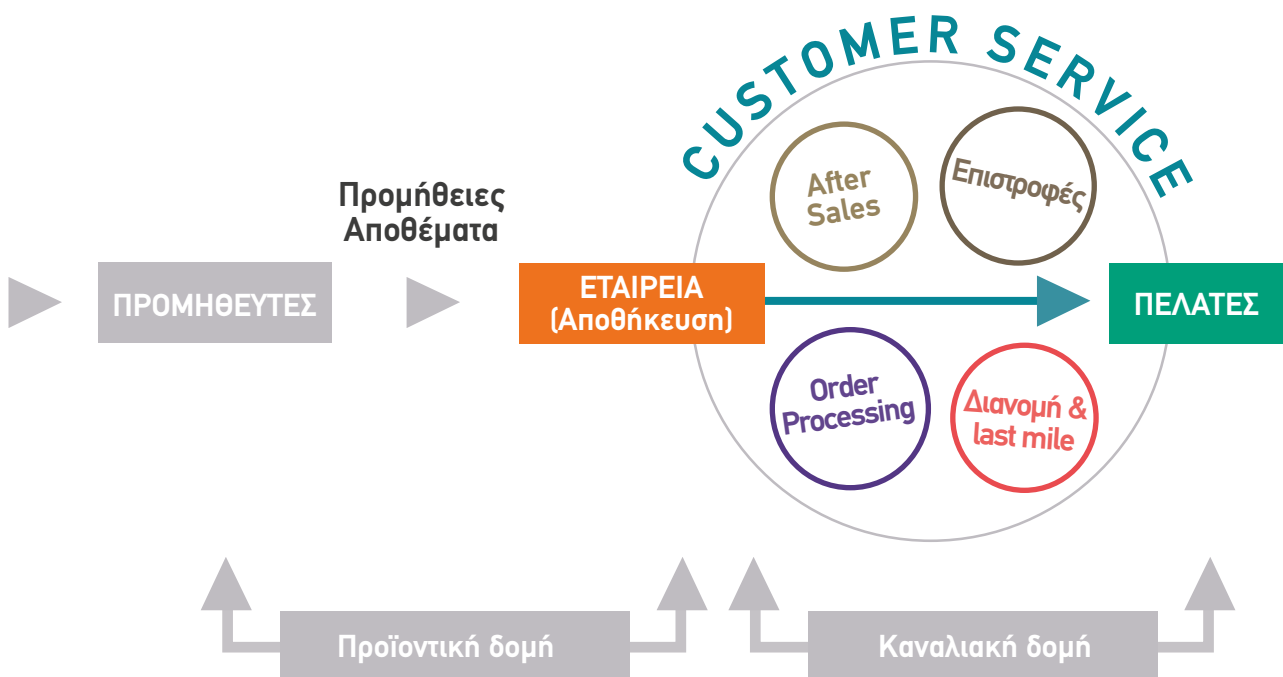 CUSTOMER SERVICE
After
Sales
Επιστροφές
Προμήθειες
Αποθέματα
ΠΡΟΜΗΘΕΥΤΕΣ
ΕΤΑΙΡΕΙΑ
(Αποθήκευση)
ΠΕΛΑΤΕΣ
Order
Processing
Διανομή &
last mile
Προϊοντική δομή
Καναλιακή δομή